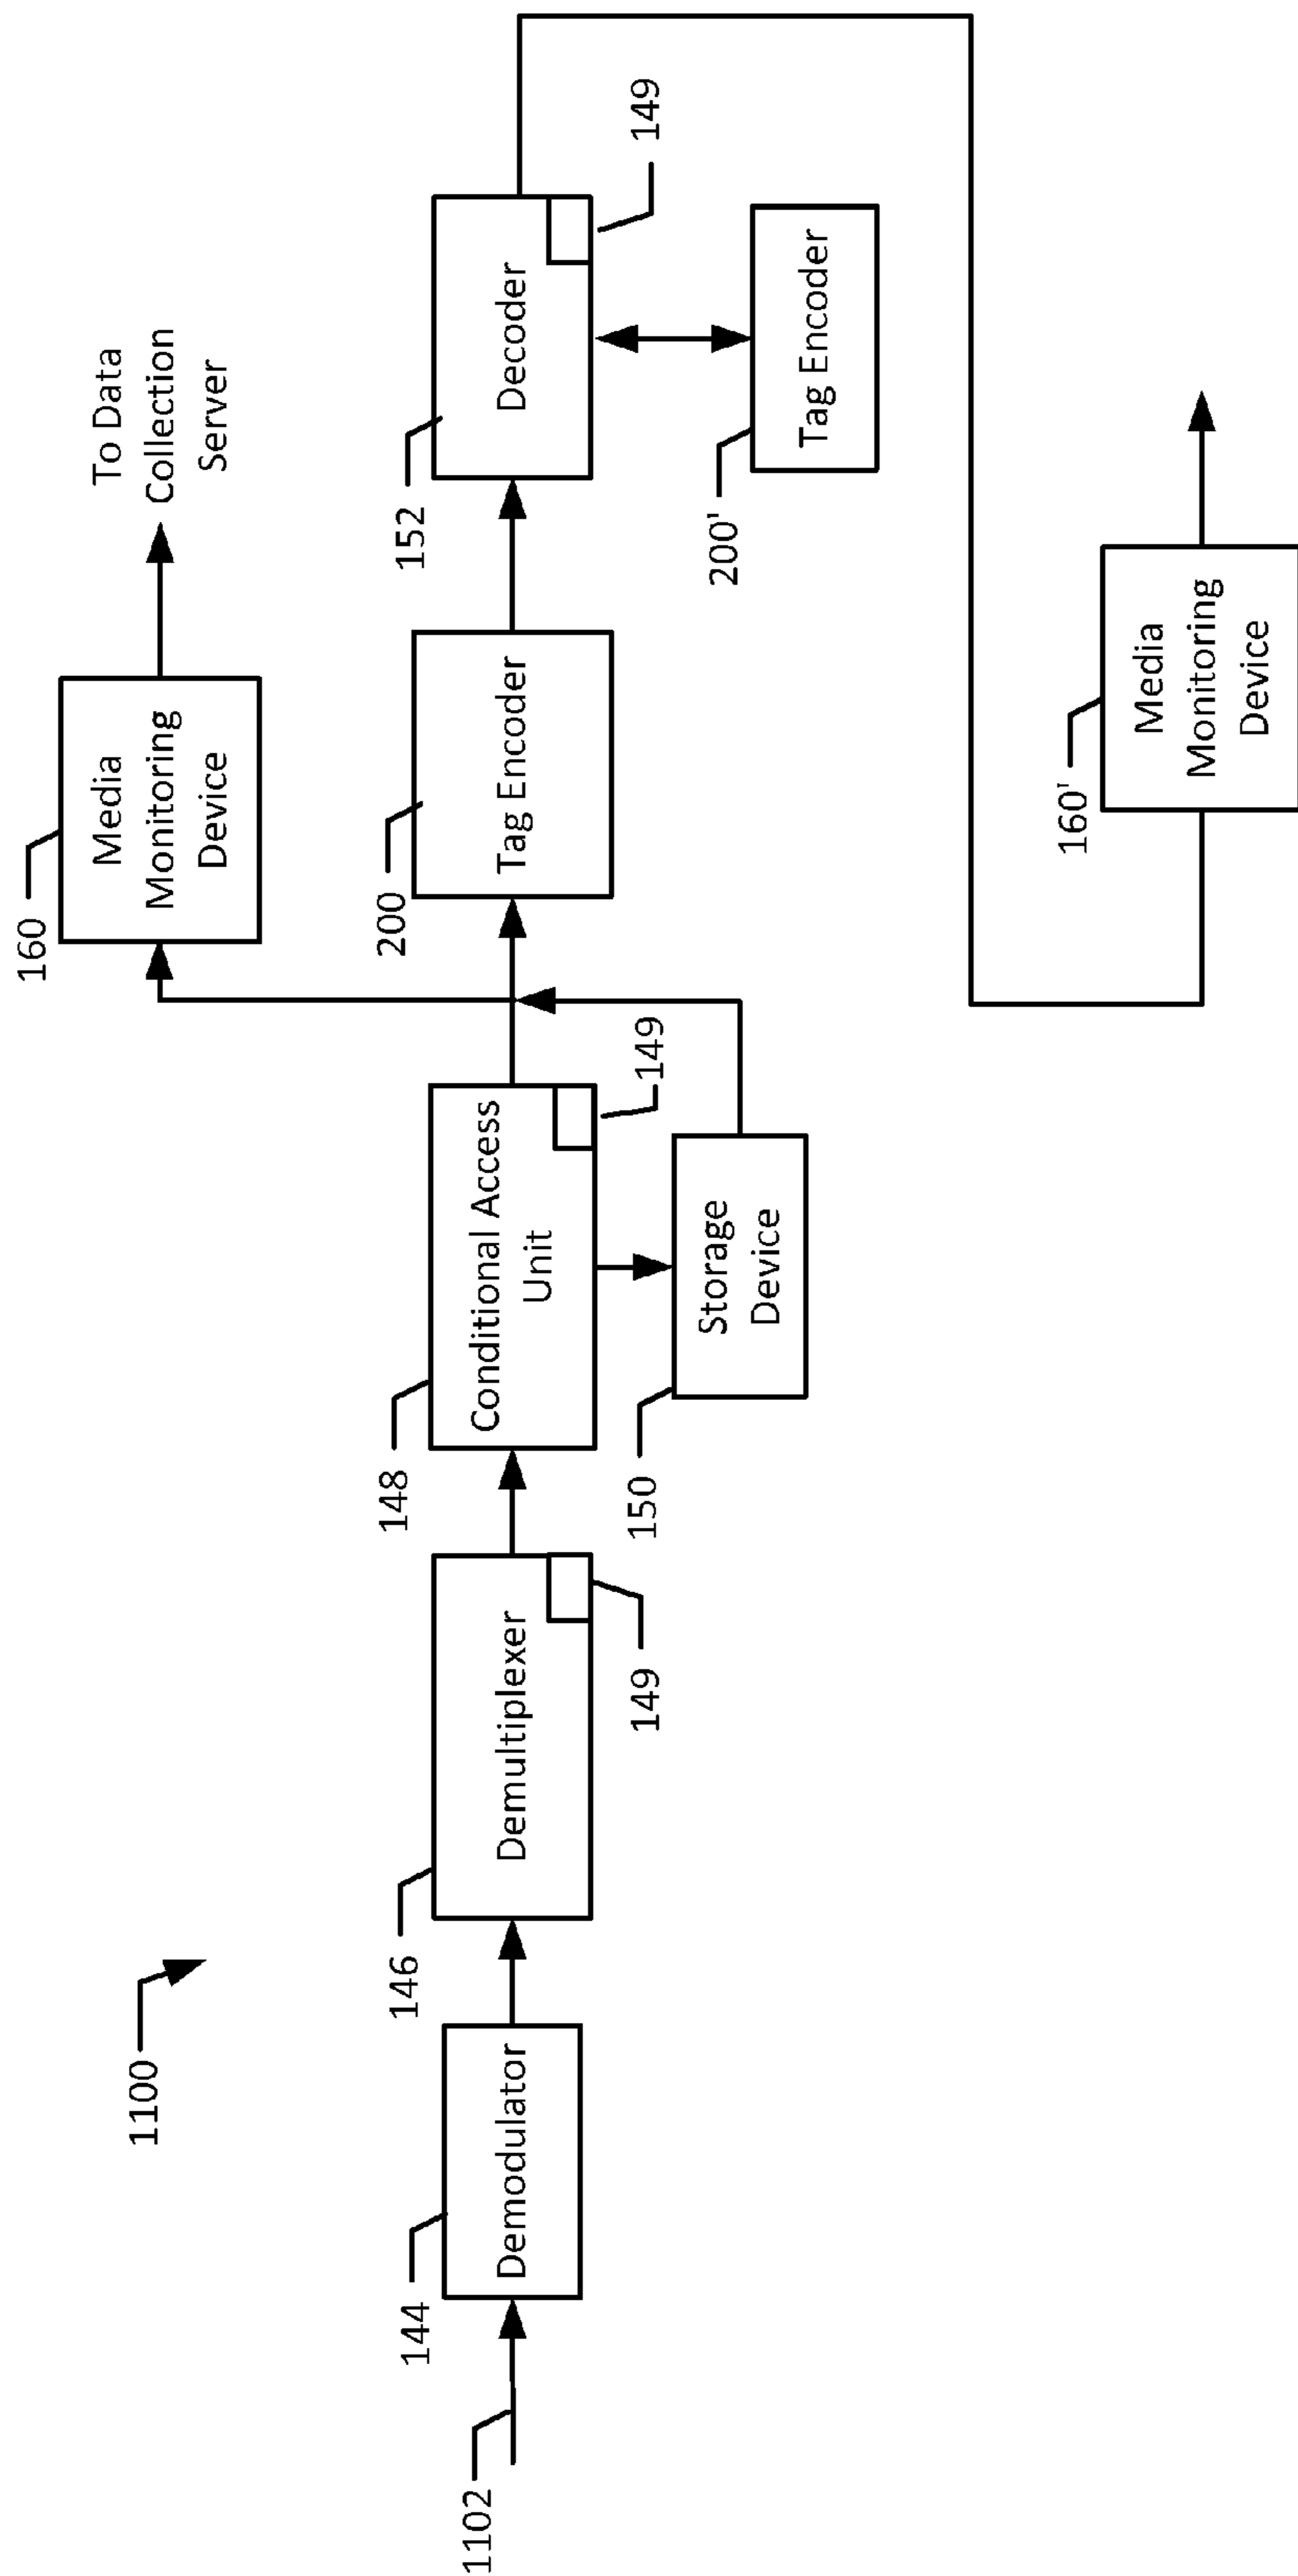 1100
1102
144
Demodulator
146
Demultiplexer
149
148
Conditional Access
Unit
149
150
Storage
Device
160
Media
Monitoring
Device
To Data
Collection
Server
200
Tag Encoder
152
Decoder
149
200'
Tag Encoder
160'
Media
Monitoring
Device